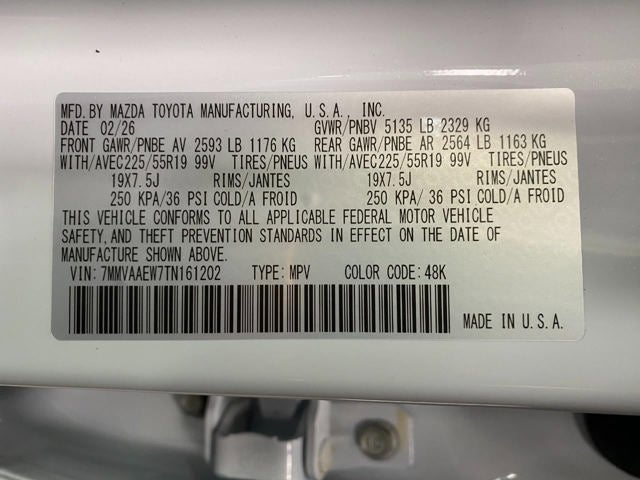 MFD. BY MAZDA TOYOTA MANUFACTURING, U.S.A., INC.
DATE 02/26 GVWR/PNBV 5135 LB 2329 KG
FRONT GAWR/PNBE AV 2593 LB 1176 KG REAR GAWR/PNBE AR 2564 LB 1163 KG
WITH/AVEC225/55R19 99V TIRES/PNEUS WITH/AVEC225/55R19 99V TIRES/PNEUS
19X7.5J RIMS/JANTES 19X7.5J RIMS/JANTES
250 KPA/36 PSI COLD/A FROID 250 KPA/36 PSI COLD/A FROID
THIS VEHICLE CONFORMS TO ALL APPLICABLE FEDERAL MOTOR VEHICLE
SAFETY, AND THEFT PREVENTION STANDARDS IN EFFECT ON THE DATE OF
MANUFACTURE SHOWN ABOVE.
VIN: 7MMVAAEW7TN161202 TYPE: MPV COLOR CODE: 48K
MADE IN U.S.A.